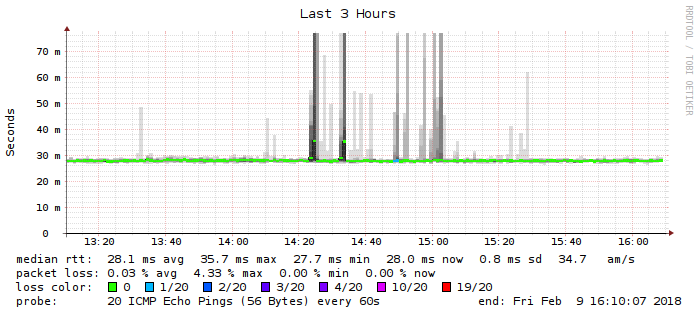 Last 3 Hours
RRDTOOL / TOBI OETIKER
Seconds
70 m
60 m
50 m
40 m
30 m
20 m
10 m
0
13:20 13:40 14:00 14:20 14:40 15:00 15:20 15:40 16:00
median rtt: 28.1 ms avg 35.7 ms max 27.7 ms min 28.0 ms now 0.8 ms sd 34.7 am/s
packet loss: 0.03 % avg 4.33 % max 0.00 % min 0.00 % now
loss color: 0 1/20 2/20 3/20 4/20 10/20 19/20
probe: 20 ICMP Echo Pings (56 Bytes) every 60s end: Fri Feb 9 16:10:07 2018